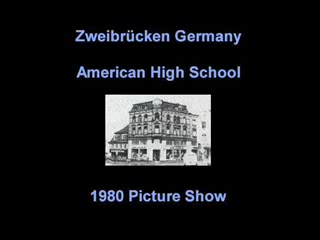 Zweibrücken Germany
American High School
1980 Picture Show